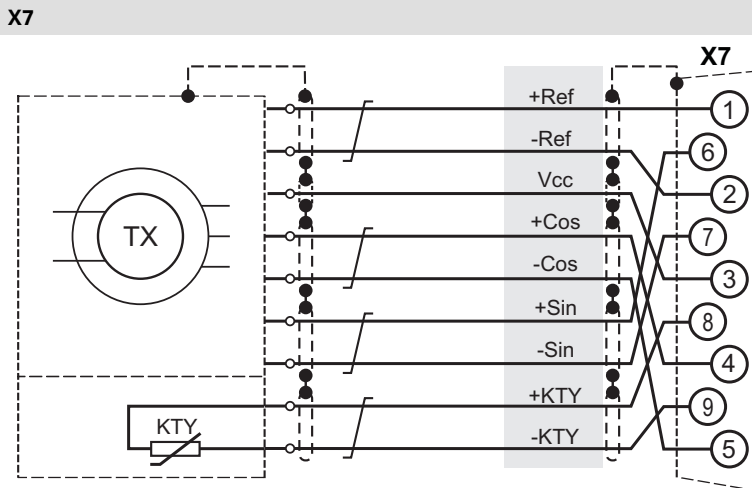 X7
X7
+Ref
1
-Ref
6
Vcc
2
+Cos
7
TX
-Cos
3
+Sin
8
-Sin
4
+KTY
9
KTY
-KTY
5